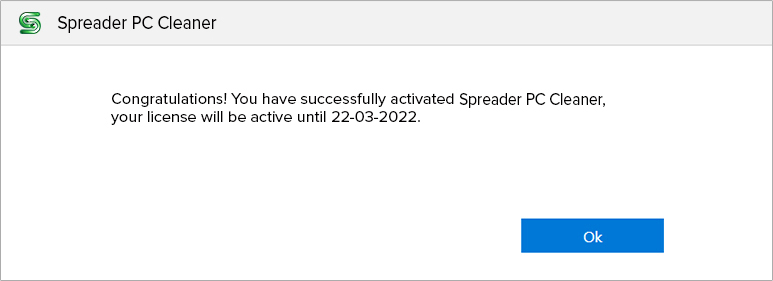 Spreader PC Cleaner
Congratulations! You have successfully activated Spreader PC Cleaner,
your license will be active until 22-03-2022.
Ok